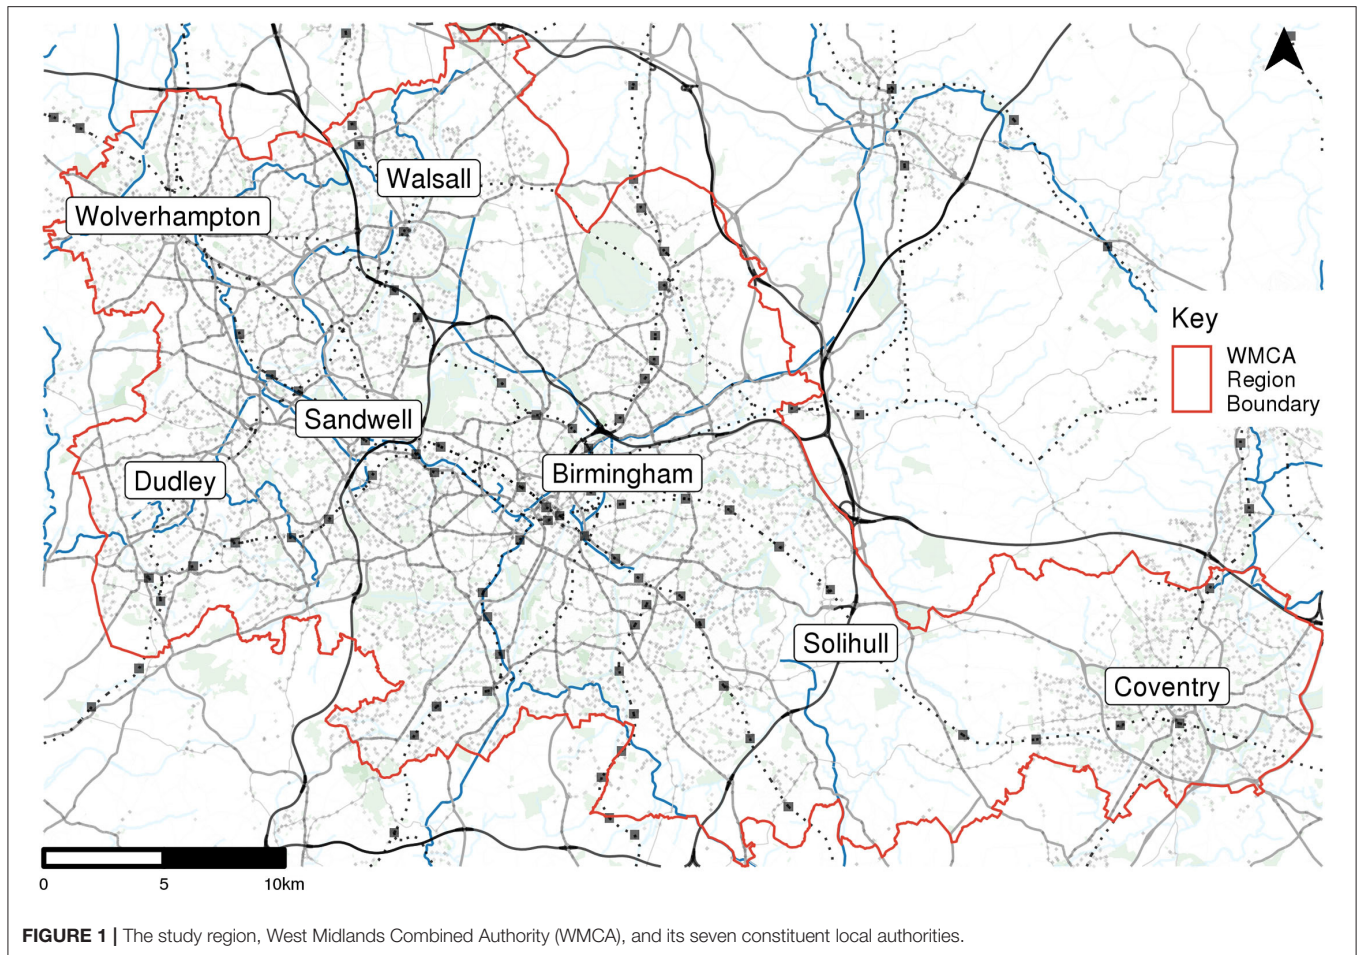 Walsall
Wolverhampton
Key
WMCA
Region
Boundary
Sandwell
Birmingham
Dudley
Solihull
Coventry
0 5 10km
FIGURE 1 | The study region, West Midlands Combined Authority (WMCA), and its seven constituent local authorities.